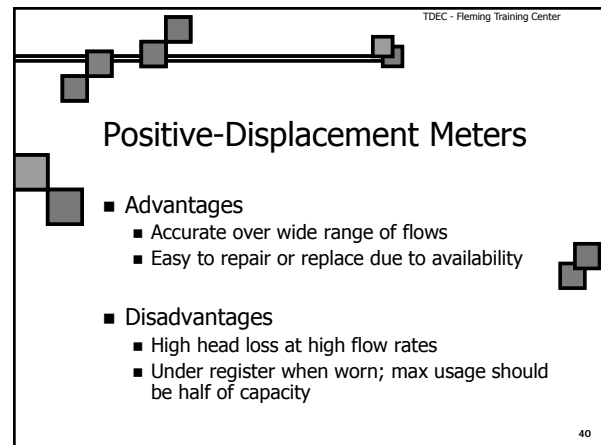 TDEC - Fleming Training Center
Positive-Displacement Meters
■ Advantages
■ Accurate over wide range of flows
■ Easy to repair or replace due to availability
■ Disadvantages
■ High head loss at high flow rates
■ Under register when worn; max usage should
be half of capacity
40